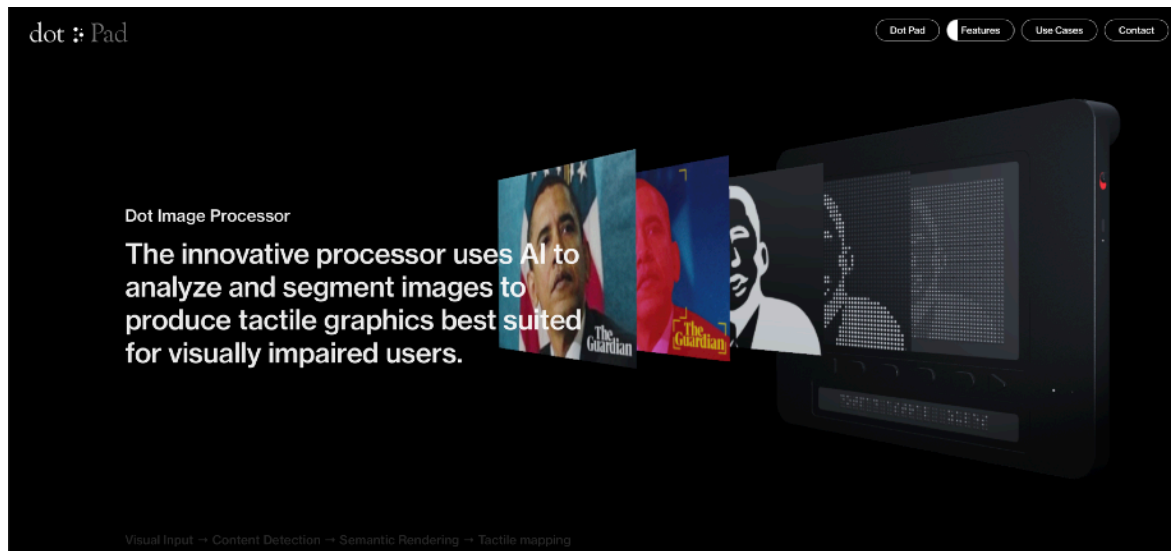 dot Pad
Dot Pad
Features
Use Cases
Contact
Dot Image Processor
The innovative processor uses AI to
analyze and segment images to
produce tactile graphics best suited
for visually impaired users.
The
Guardian
The
Guardian
Visual Input → Content Detection → Semantic Rendering → Tactile mapping